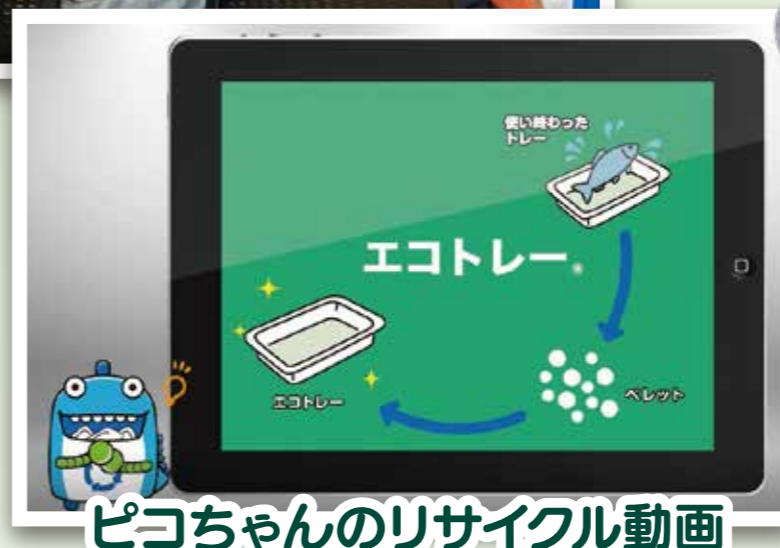 使い終わった
トレー
エコトレー®
エコトレー
ペレット
ピコちゃんのリサイクル動画